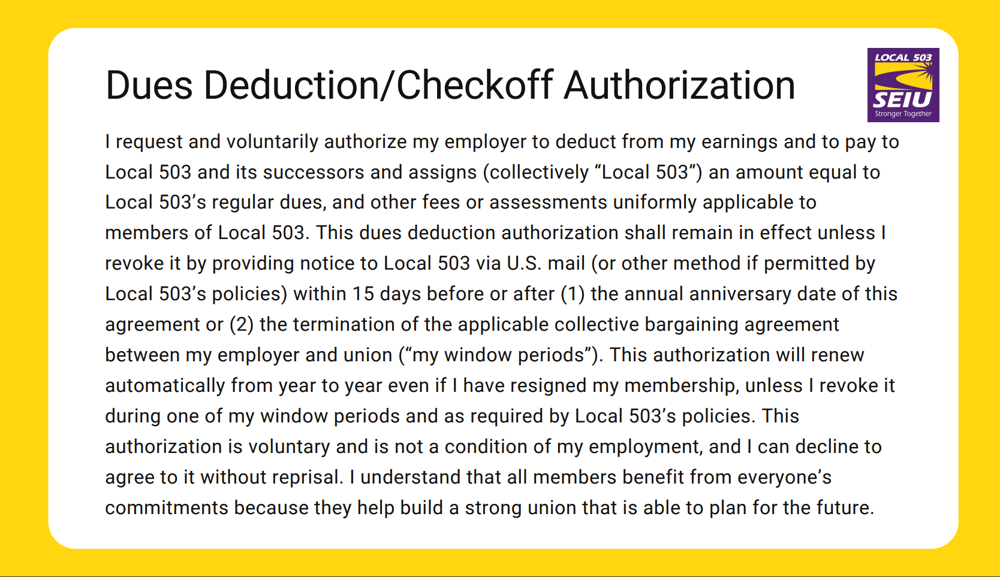 Dues Deduction/Checkoff Authorization
LOCAL 503
SEIU
Stronger Together
I request and voluntarily authorize my employer to deduct from my earnings and to pay to
Local 503 and its successors and assigns (collectively “Local 503”) an amount equal to
Local 503’s regular dues, and other fees or assessments uniformly applicable to
members of Local 503. This dues deduction authorization shall remain in effect unless I
revoke it by providing notice to Local 503 via U.S. mail (or other method if permitted by
Local 503’s policies) within 15 days before or after (1) the annual anniversary date of this
agreement or (2) the termination of the applicable collective bargaining agreement
between my employer and union (“my window periods”). This authorization will renew
automatically from year to year even if I have resigned my membership, unless I revoke it
during one of my window periods and as required by Local 503’s policies. This
authorization is voluntary and is not a condition of my employment, and I can decline to
agree to it without reprisal. I understand that all members benefit from everyone’s
commitments because they help build a strong union that is able to plan for the future.